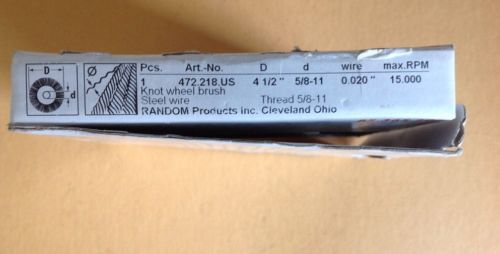 Pcs. Art.-No. D d wire max.RPM
D Ø d 1 472.218.US 4 1/2 " 5/8-11 0.020 " 15.000
Knot wheel brush
Steel wire Thread 5/8-11
RANDOM Products inc. Cleveland Ohio